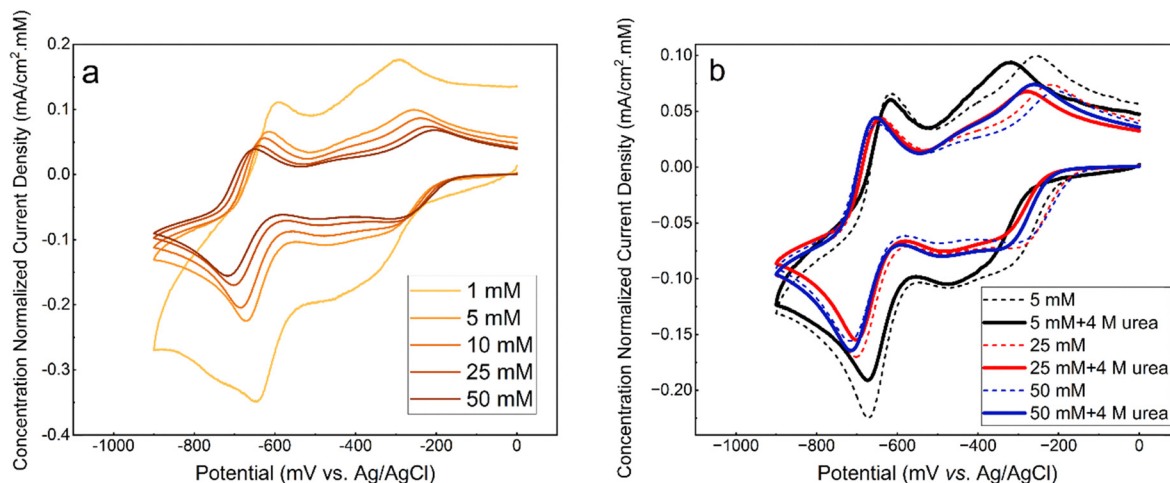 a
Concentration Normalized Current Density (mA/cm².mM)
0.2
0.1
0.0
-0.1
-0.2
-0.3
-0.4
-1000 -800 -600 -400 -200 0
Potential (mV vs. Ag/AgCl)
1 mM
5 mM
10 mM
25 mM
50 mM
b
Concentration Normalized Current Density (mA/cm².mM)
0.10
0.05
0.00
−0.05
−0.10
−0.15
−0.20
−1000 −800 −600 −400 −200 0
Potential (mV vs. Ag/AgCl)
5 mM
5 mM+4 M urea
25 mM
25 mM+4 M urea
50 mM
50 mM+4 M urea